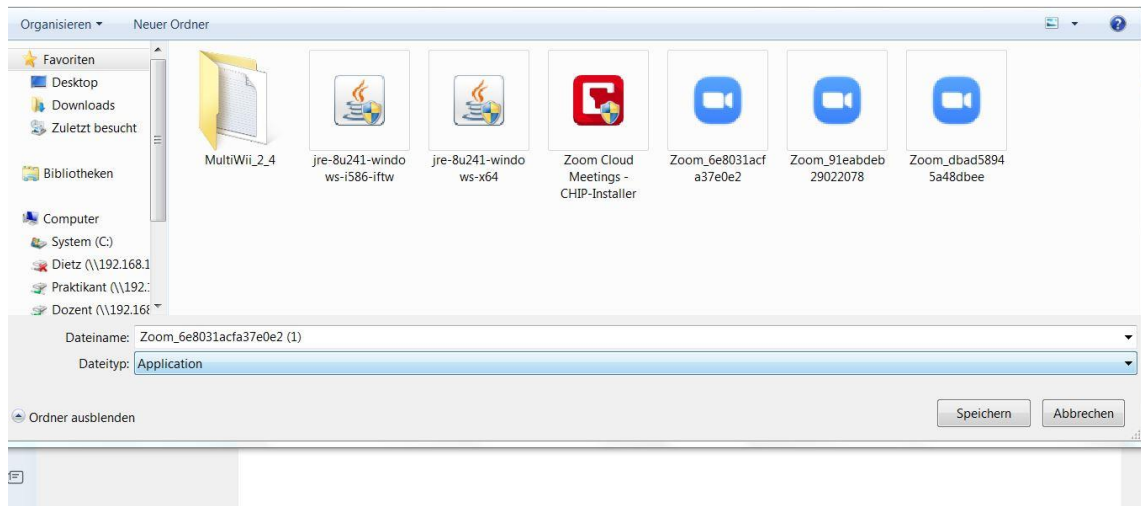 Organisieren
Neuer Ordner
Favoriten
Desktop
Downloads
Zuletzt besucht
Bibliotheken
Computer
System (C:)
Dietz (\\192.168.1
Praktikant (\\192.:
Dozent (\\192.168
MultiWii_2_4
jre-8u241-windo
ws-i586-iftw
jre-8u241-windo
ws-x64
Zoom Cloud
Meetings -
CHIP-Installer
Zoom_6e8031acf
a37e0e2
Zoom_91eabdeb
29022078
Zoom_dbad5894
5a48dbee
Dateiname: Zoom_6e8031acfa37e0e2 (1)
Dateityp: Application
Ordner ausblenden
Speichern
Abbrechen